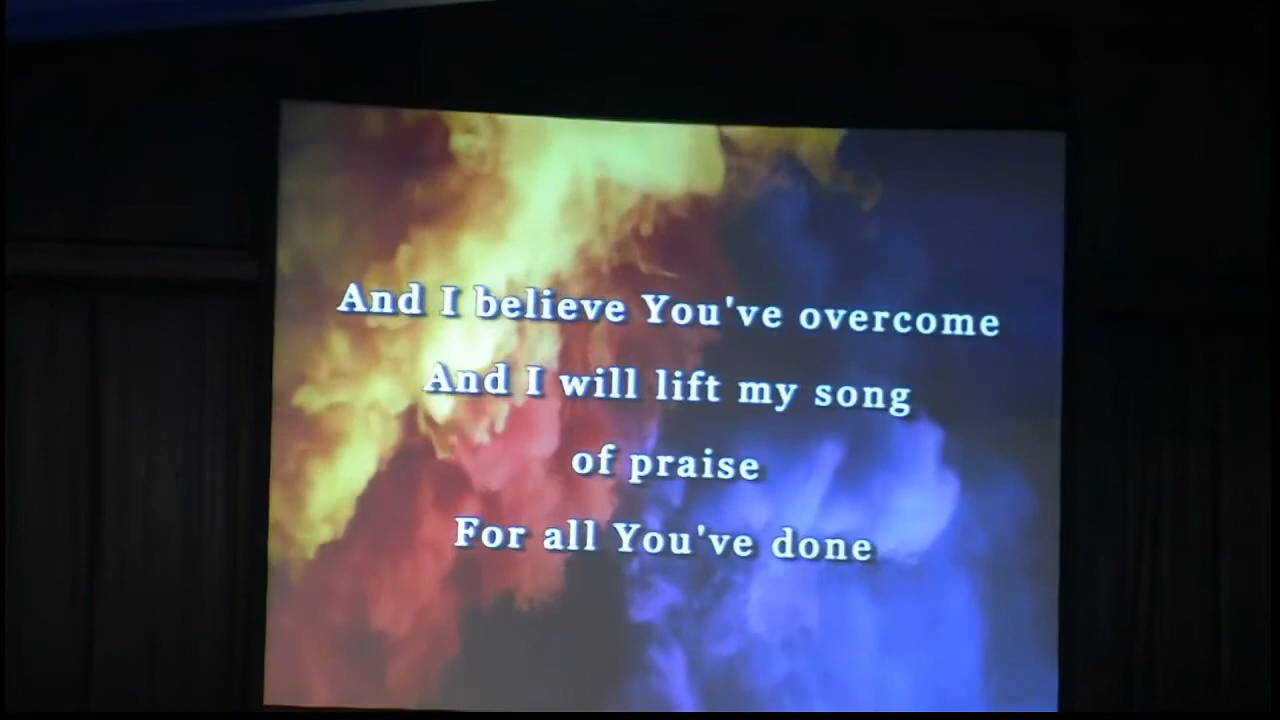 And I believe You've overcome
And I will lift my song
of praise
For all You've done